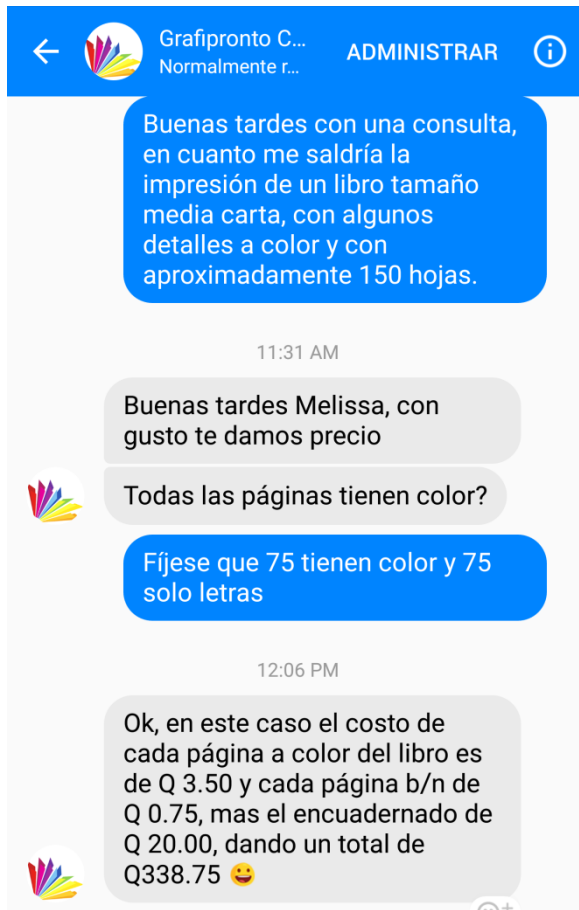 Grafipronto C...
Normalmente r...
ADMINISTRAR
Buenas tardes con una consulta,
en cuanto me saldría la
impresión de un libro tamaño
media carta, con algunos
detalles a color y con
aproximadamente 150 hojas.
11:31 AM
Buenas tardes Melissa, con
gusto te damos precio
Todas las páginas tienen color?
Fíjese que 75 tienen color y 75
solo letras
12:06 PM
Ok, en este caso el costo de
cada página a color del libro es
de Q 3.50 y cada página b/n de
Q 0.75, mas el encuadernado de
Q 20.00, dando un total de
Q338.75 😀